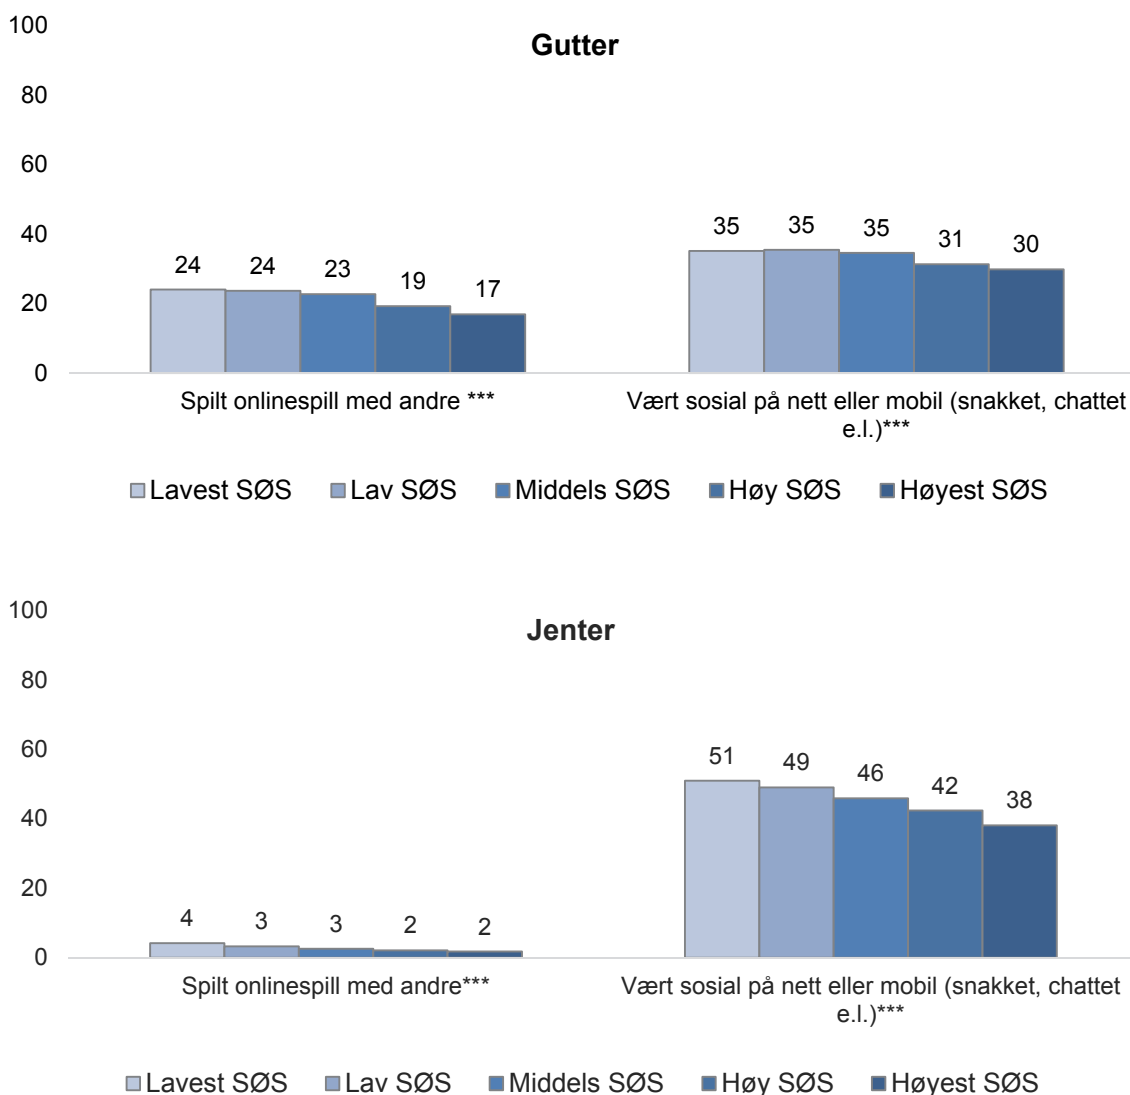 100
Gutter
80
60
40
35 35 35 31 30
24 24 23 19 17
20
0
Spilt onlinespill med andre ***
Vært sosial på nett eller mobil (snakket, chattet
e.l.)***
Lavest SØS Lav SØS Middels SØS Høy SØS Høyest SØS
100
Jenter
80
60
51 49 46 42 38
40
20
4 3 3 2 2
0
Spilt onlinespill med andre***
Vært sosial på nett eller mobil (snakket, chattet
e.l.)***
Lavest SØS Lav SØS Middels SØS Høy SØS Høyest SØS